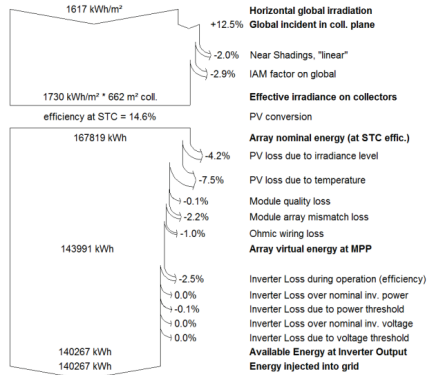 1617 kWh/m² Horizontal global irradiation
+12.5% Global incident in coll. plane
-2.0% Near Shadings, "linear"
-2.9% IAM factor on global
1730 kWh/m² * 662 m² coll. Effective irradiance on collectors
efficiency at STC = 14.6% PV conversion
167819 kWh Array nominal energy (at STC effic.)
-4.2% PV loss due to irradiance level
-7.5% PV loss due to temperature
-0.1% Module quality loss
-2.2% Module array mismatch loss
-1.0% Ohmic wiring loss
143991 kWh Array virtual energy at MPP
-2.5% Inverter Loss during operation (efficiency)
0.0% Inverter Loss over nominal inv. power
-0.1% Inverter Loss due to power threshold
0.0% Inverter Loss over nominal inv. voltage
0.0% Inverter Loss due to voltage threshold
140267 kWh Available Energy at Inverter Output
140267 kWh Energy injected into grid